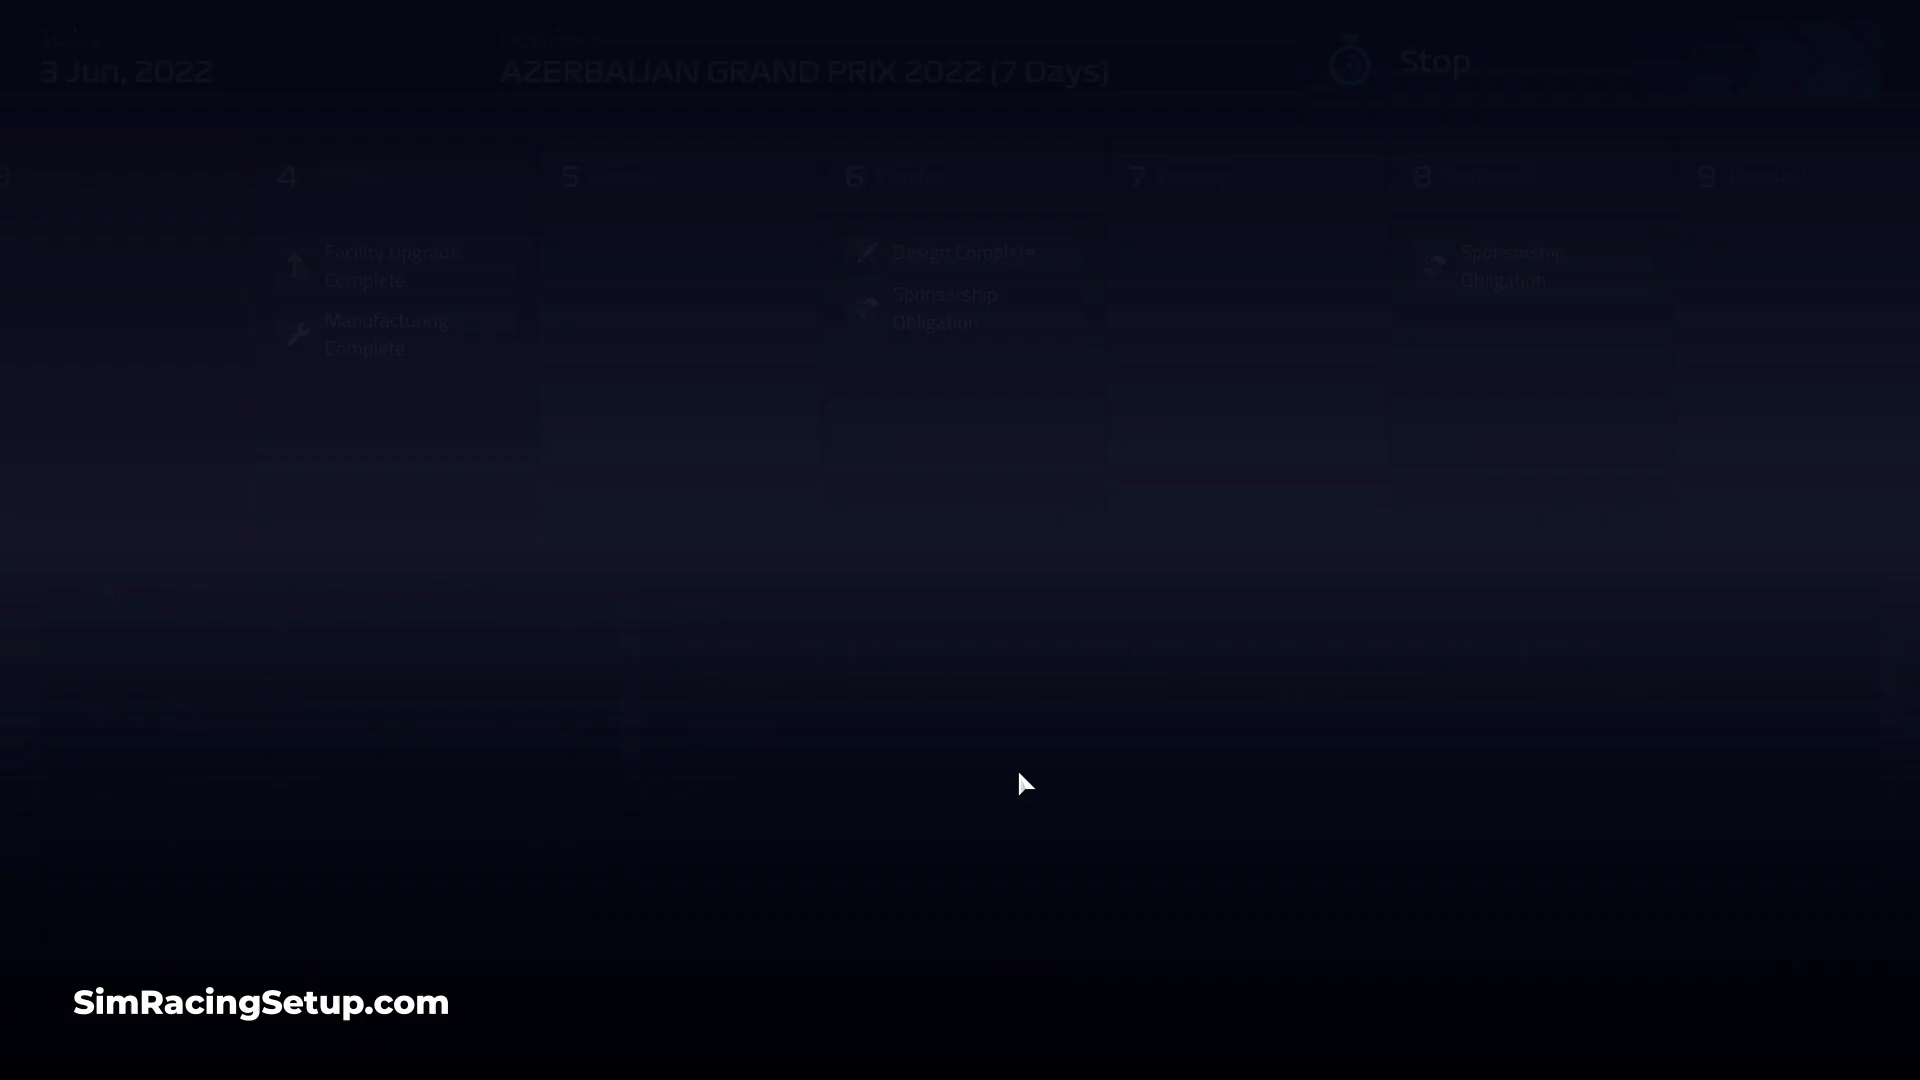 3 Jun, 2022
AZERBAIJAN GRAND PRIX 2022 (7 Days)
Stop
3
4
5
6
7
8
9
Facility Upgrade
Complete
Manufacturing
Complete
Design Complete
Sponsorship
Obligation
Sponsorship
Obligation
SimRacingSetup.com